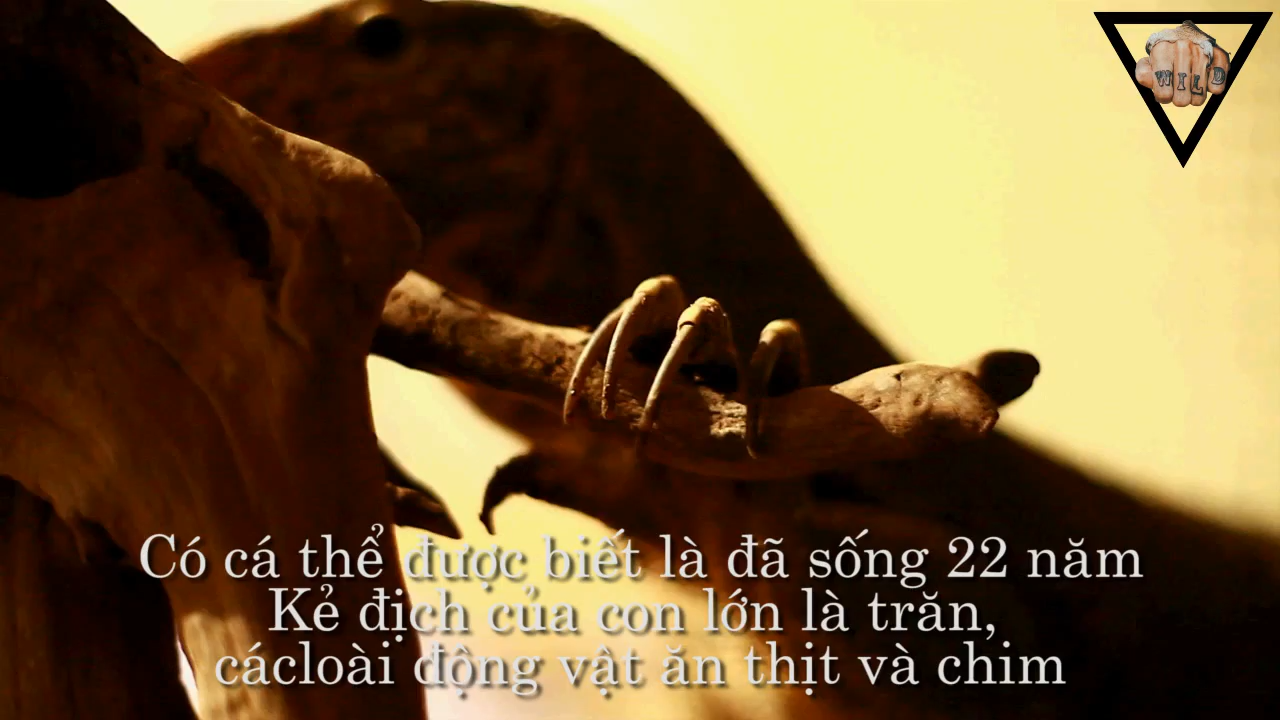 WILD
Có cá thể được biết là đã sống 22 năm
Kẻ địch của con lớn là trăn,
cácloài động vật ăn thịt và chim